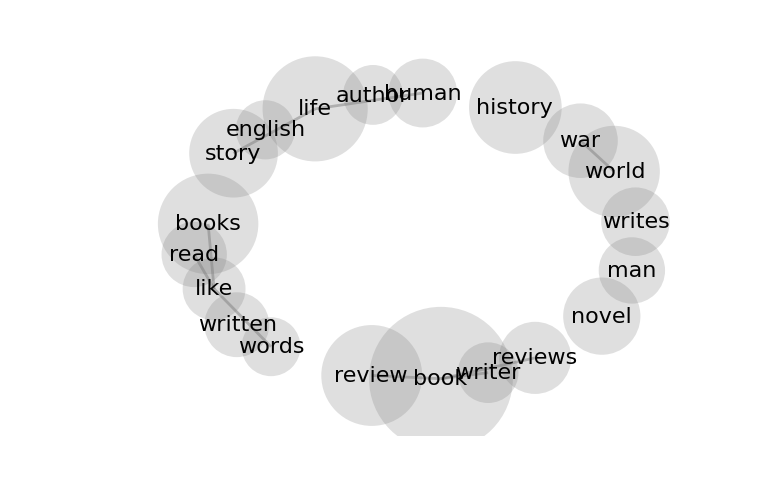 human
author
life
history
english
story
war
world
books
writes
read
man
like
novel
written
words
reviews
writer
review
book